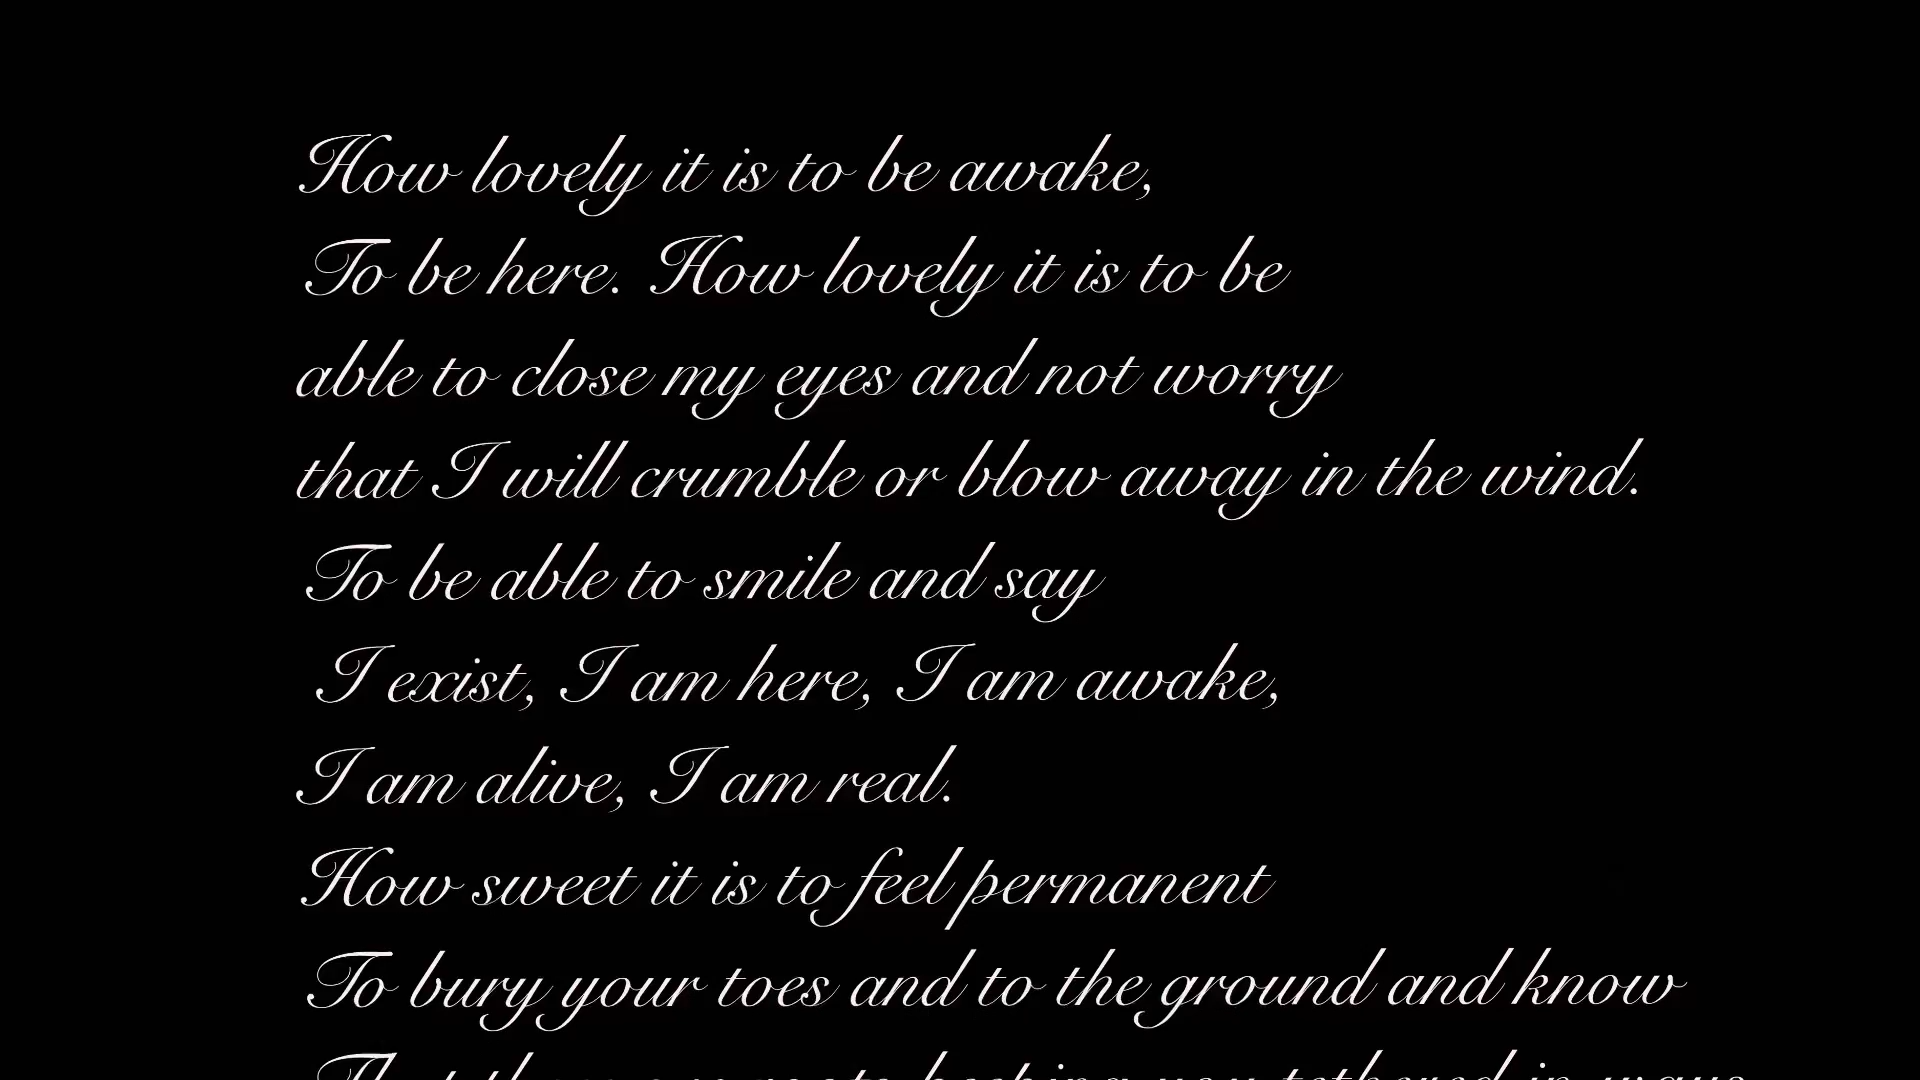 How lovely it is to be awake,
To be here. How lovely it is to be
able to close my eyes and not worry
that I will crumble or blow away in the wind.
To be able to smile and say
I exist, I am here, I am awake,
I am alive, I am real.
How sweet it is to feel permanent
To bury your toes and to the ground and know